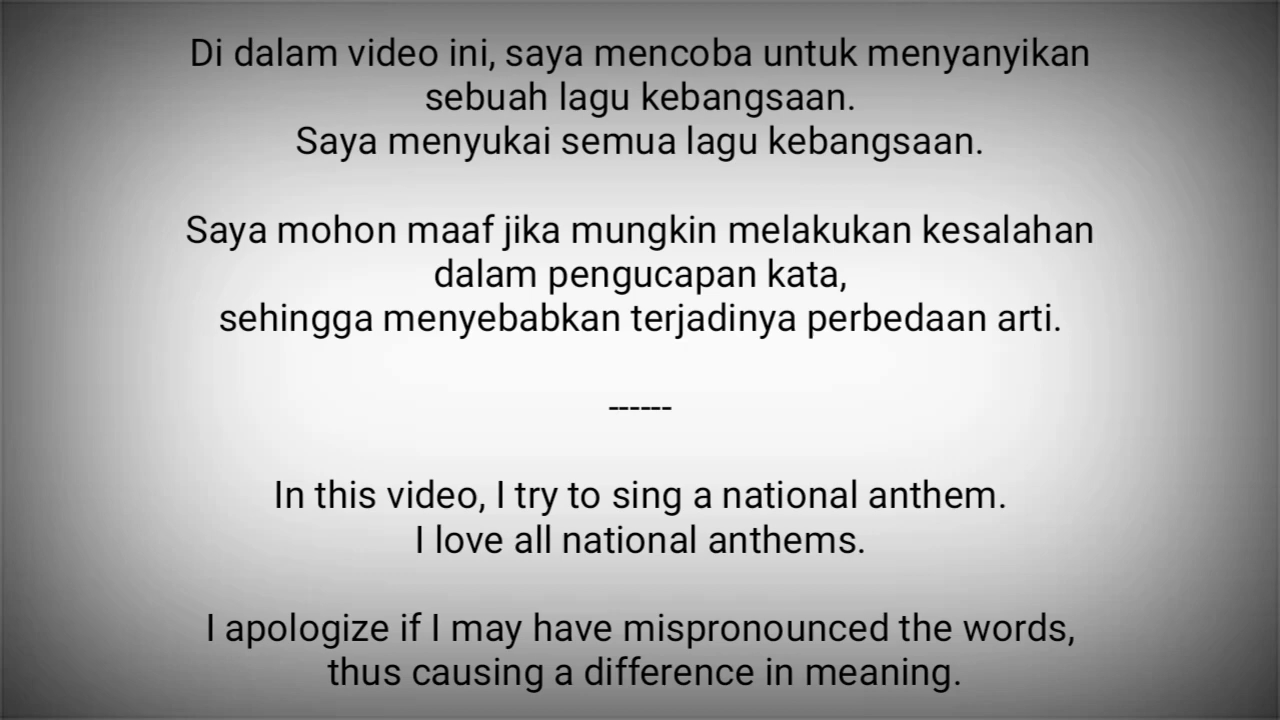 Di dalam video ini, saya mencoba untuk menyanyikan
sebuah lagu kebangsaan.
Saya menyukai semua lagu kebangsaan.
Saya mohon maaf jika mungkin melakukan kesalahan
dalam pengucapan kata,
sehingga menyebabkan terjadinya perbedaan arti.
------
In this video, I try to sing a national anthem.
I love all national anthems.
I apologize if I may have mispronounced the words,
thus causing a difference in meaning.